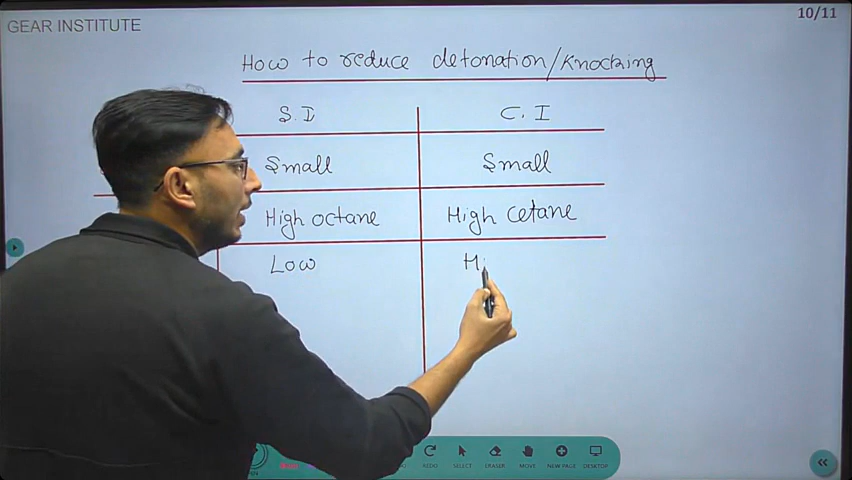 10/11
GEAR INSTITUTE
How to reduce detonation/Knocking
S.I C.I
Small Small
High octane High cetane
Low Hi
REDO SELECT ERASER MOVE NEW PAGE DESKTOP